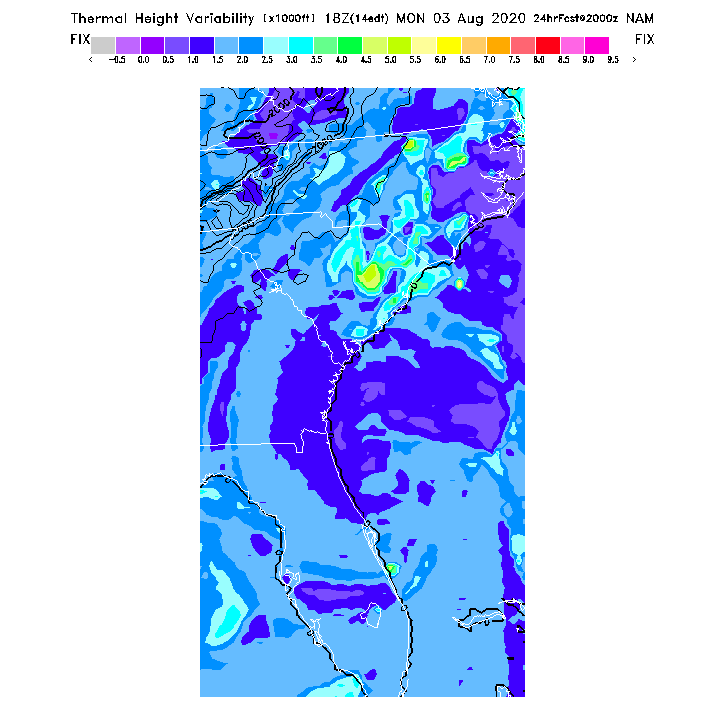 Thermal Height Variability [x1000ft] 18Z(14edt) MON 03 Aug 2020 24hrFcst@2000z NAM
FIX FIX
< -0.5 0.0 0.5 1.0 1.5 2.0 2.5 3.0 3.5 4.0 4.5 5.0 5.5 6.0 6.5 7.0 7.5 8.0 8.5 9.0 9.5 >
2000
2000